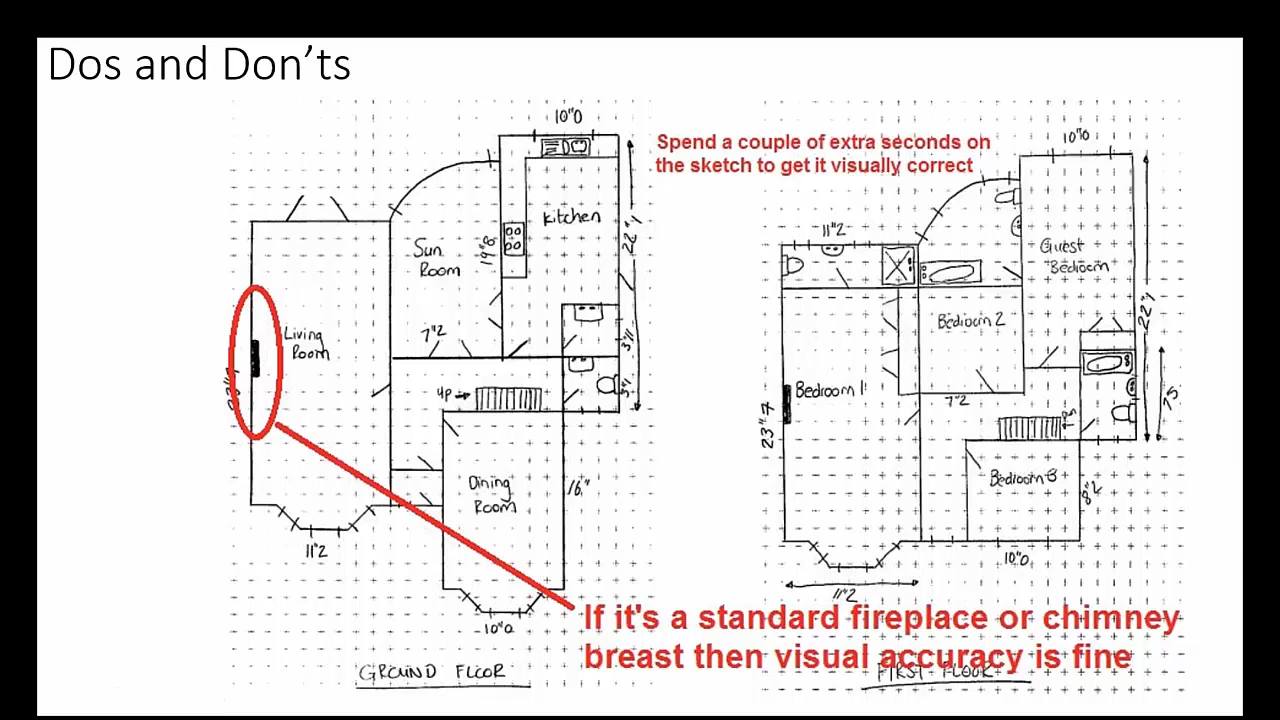 Dos and Don'ts
10"0
Spend a couple of extra seconds on
the sketch to get it visually correct
Kitchen
22"1
19"8
Sun
Room
Living
Room
7"2
3"11
3"1
up
Dining
Room
16"
11"2
10"0
GROUND FLOOR
10"0
11"2
Guest
Bedroom
22"1
Bedroom 2
Bedroom 1
7"2
7'5
23"7
Bedroom 3
8"2
10"0
11"2
If it's a standard fireplace or chimney
breast then visual accuracy is fine
FIRST FLOOR